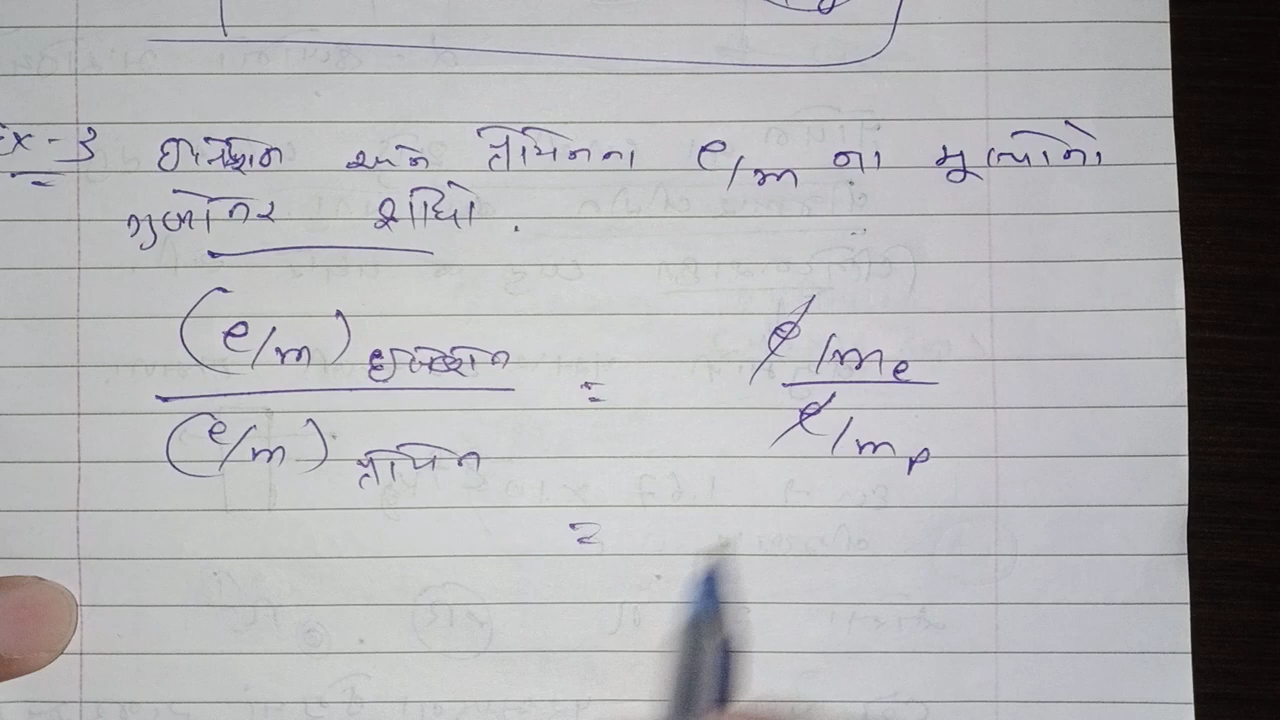 Ex-3 ઇલેક્ટ્રોન અને પ્રોટોનના e/m ના મૂલ્યોનો
ગુણોત્તર શોધો.
(e/m) ઇલેક્ટ્રોન = e/me
(e/m) પ્રોટોન e/mp
=